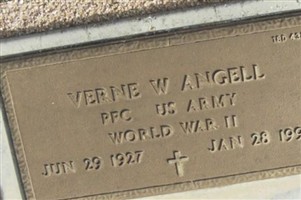 VERNE W ANGELL
PFC US ARMY
WORLD WAR II
JUN 29 1927 JAN 28